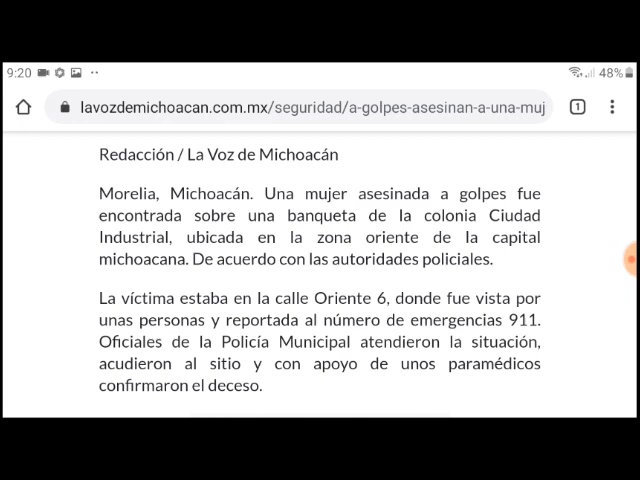 9:20
48%
lavozdemichoacan.com.mx/seguridad/a-golpes-asesinan-a-una-muj
1
Redacción / La Voz de Michoacán
Morelia, Michoacán. Una mujer asesinada a golpes fue
encontrada sobre una banqueta de la colonia Ciudad
Industrial, ubicada en la zona oriente de la capital
michoacana. De acuerdo con las autoridades policiales.
La víctima estaba en la calle Oriente 6, donde fue vista por
unas personas y reportada al número de emergencias 911.
Oficiales de la Policía Municipal atendieron la situación,
acudieron al sitio y con apoyo de unos paramédicos
confirmaron el deceso.